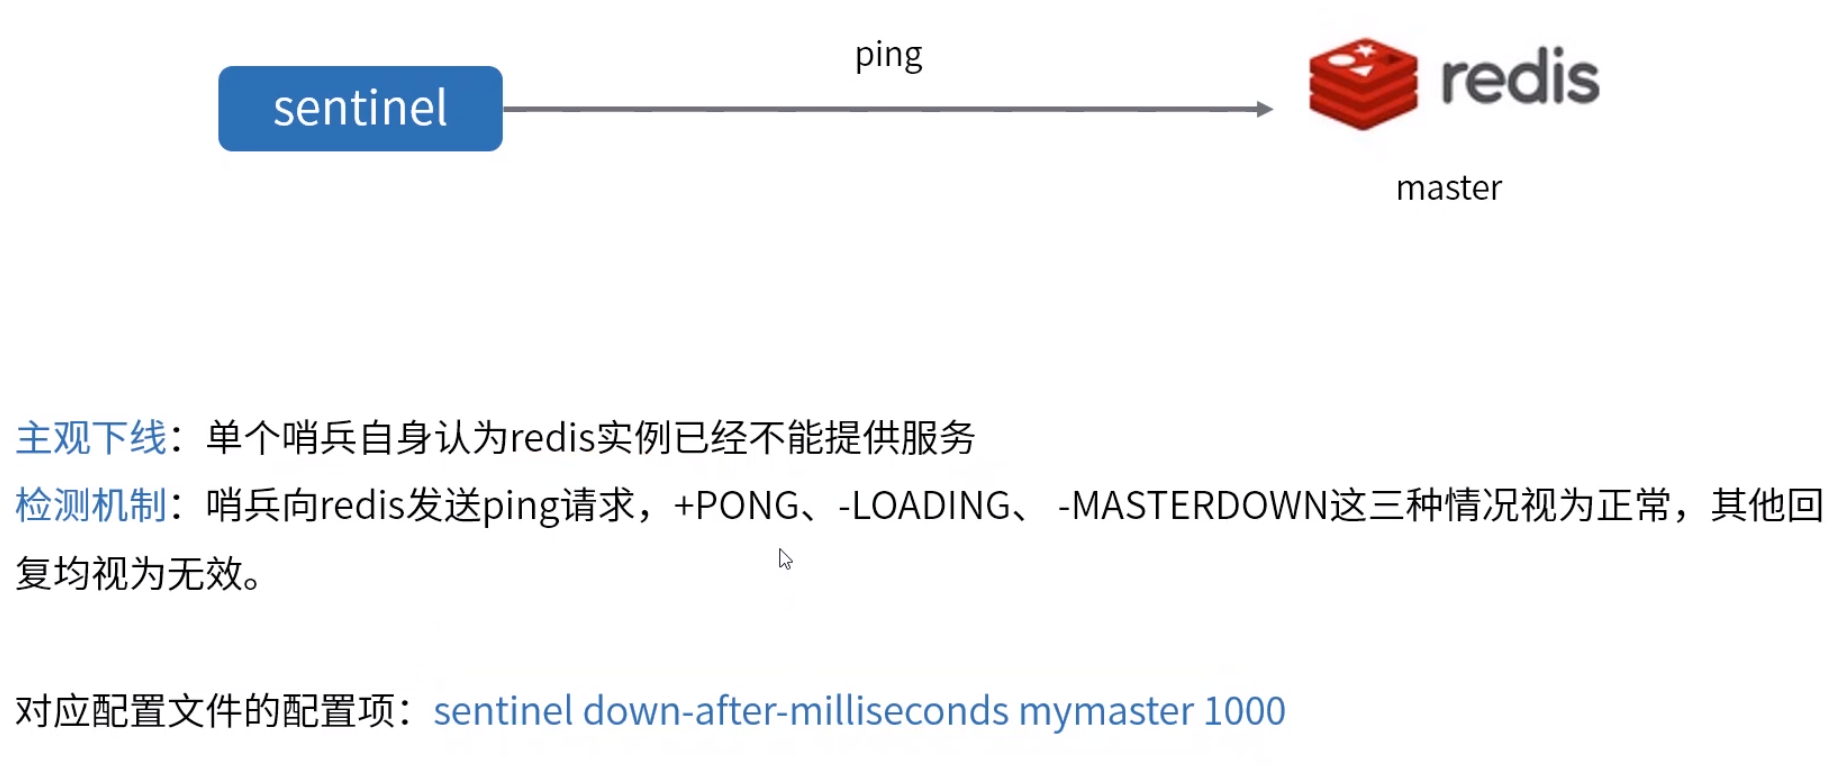 ping
sentinel
redis
master
主观下线：单个哨兵自身认为redis实例已经不能提供服务
检测机制：哨兵向redis发送ping请求，+PONG、-LOADING、 -MASTERDOWN这三种情况视为正常，其他回
复均视为无效。
对应配置文件的配置项：sentinel down-after-milliseconds mymaster 1000